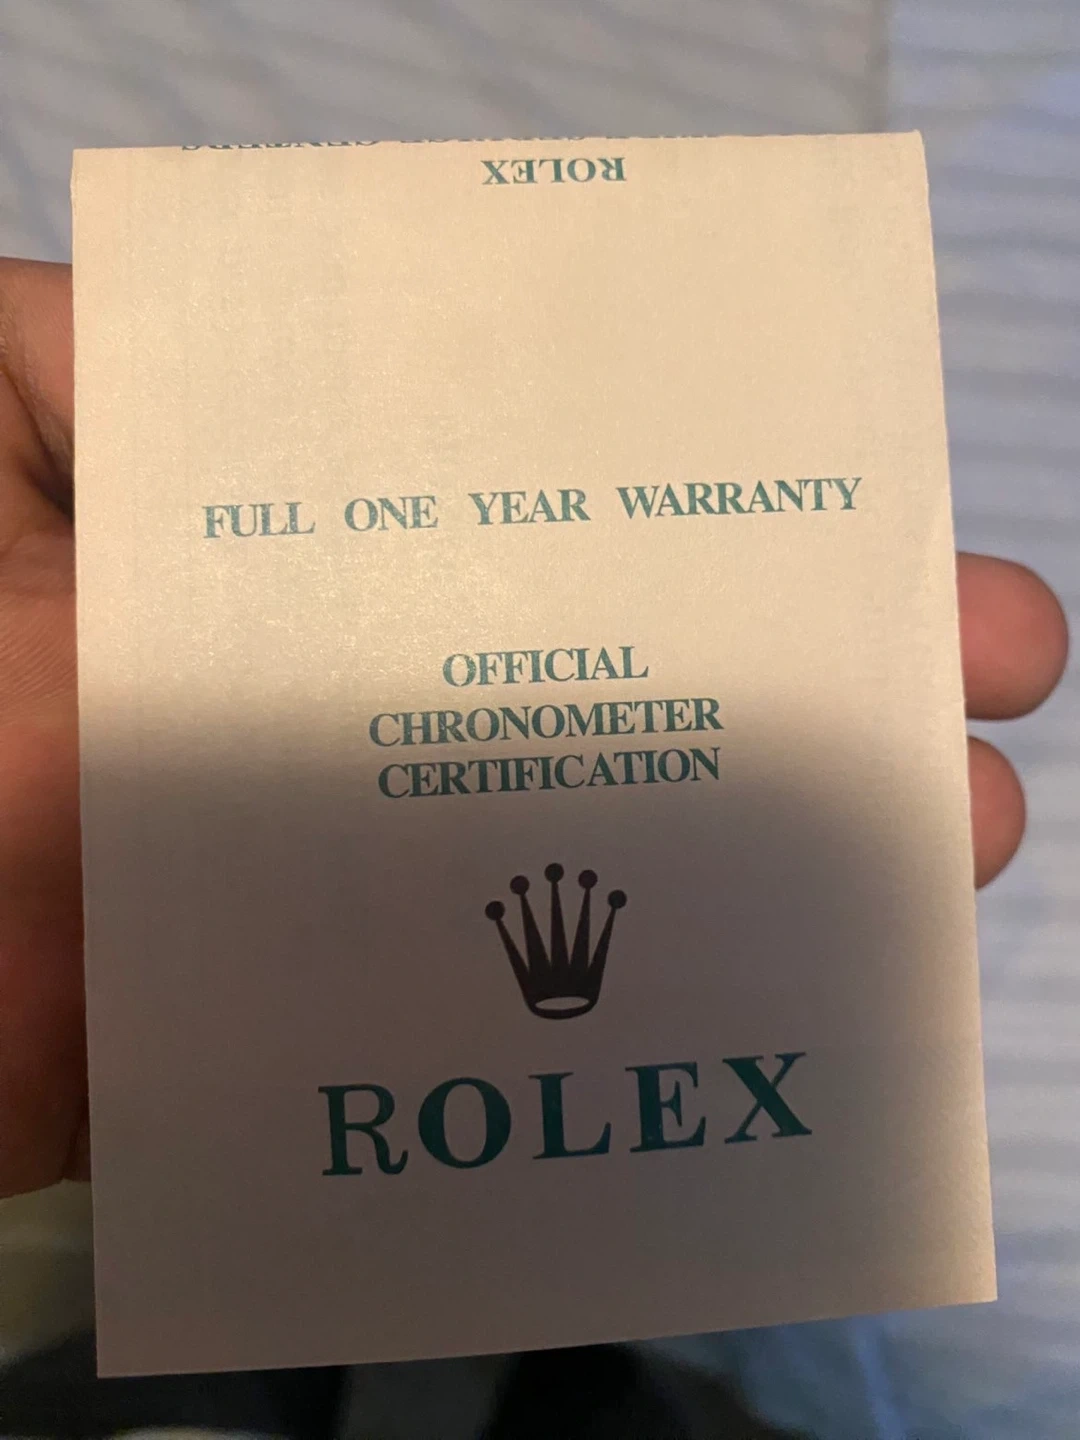 ROLEX
FULL ONE YEAR WARRANTY
OFFICIAL
CHRONOMETER
CERTIFICATION
ROLEX